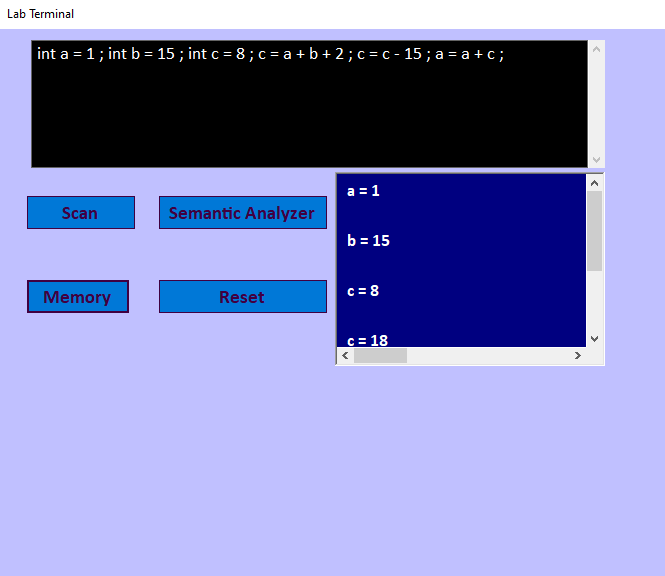 Lab Terminal
int a = 1 ; int b = 15 ; int c = 8 ; c = a + b + 2 ; c = c - 15 ; a = a + c ;
Scan
Semantic Analyzer
Memory
Reset
a = 1
b = 15
c = 8
c = 18